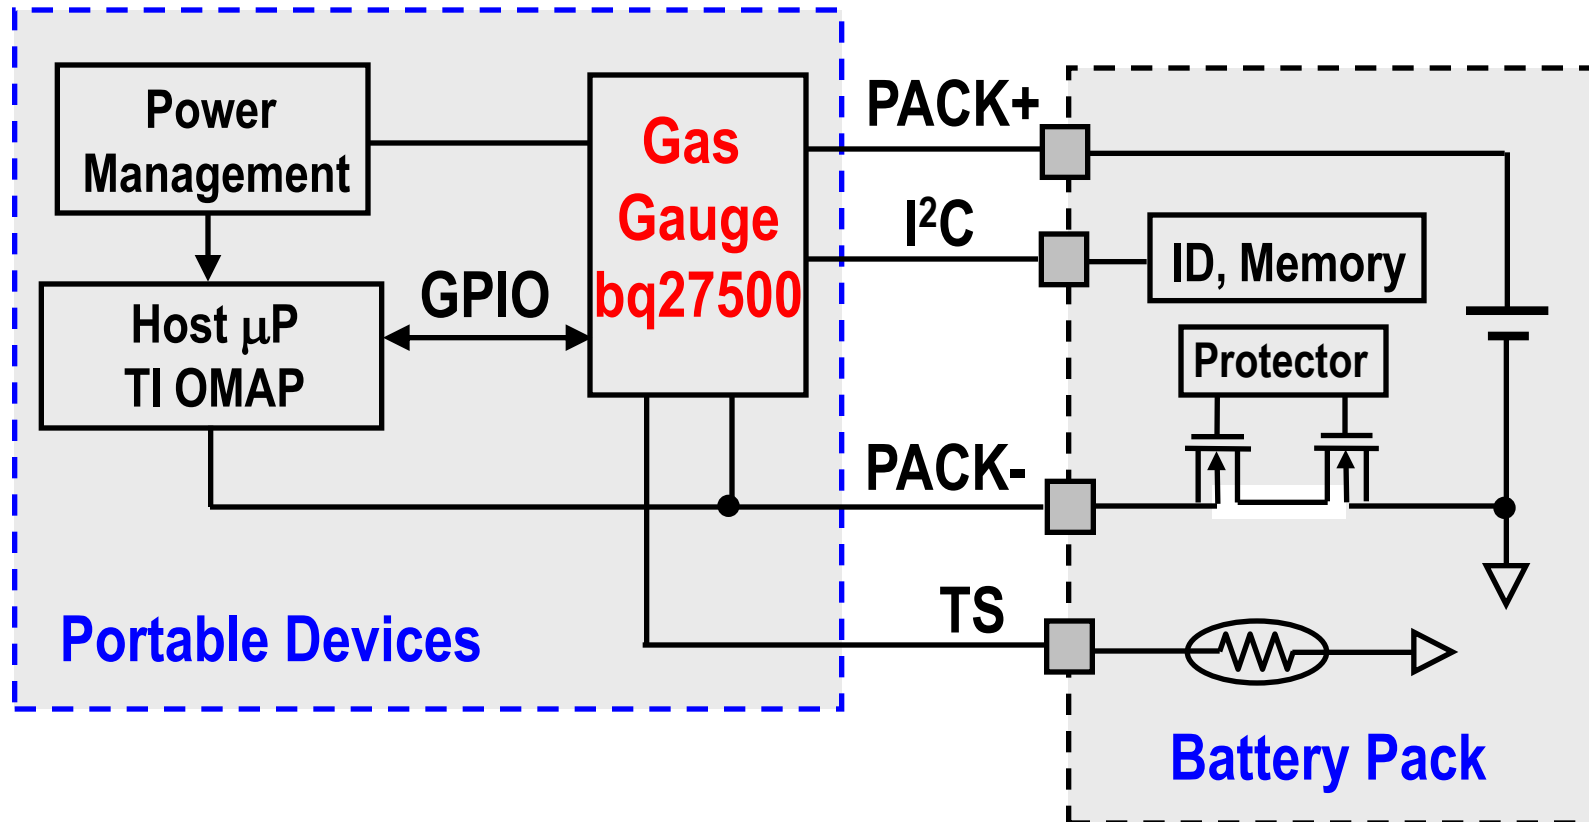 Power
Management
Host μP
TI OMAP
GPIO
Gas
Gauge
bq27500
PACK+
I²C
PACK-
TS
Portable Devices
ID, Memory
Protector
Battery Pack